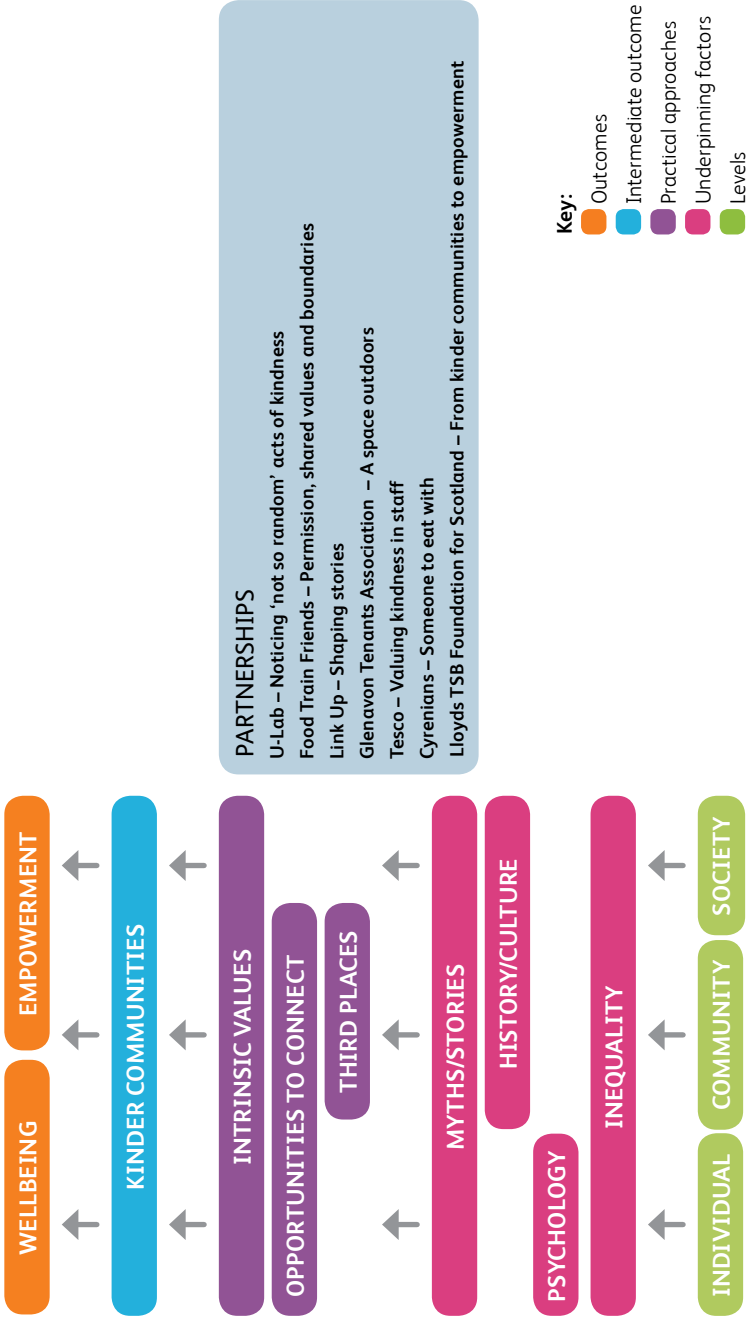 WELLBEING
EMPOWERMENT
KINDER COMMUNITIES
INTRINSIC VALUES
OPPORTUNITIES TO CONNECT
THIRD PLACES
MYTHS/STORIES
HISTORY/CULTURE
PSYCHOLOGY
INEQUALITY
INDIVIDUAL
COMMUNITY
SOCIETY
PARTNERSHIPS
U-Lab – Noticing ‘not so random’ acts of kindness
Food Train Friends – Permission, shared values and boundaries
Link Up – Shaping stories
Glenavon Tenants Association – A space outdoors
Tesco – Valuing kindness in staff
Cyrenians – Someone to eat with
Lloyds TSB Foundation for Scotland – From kinder communities to empowerment
Key:
Outcomes
Intermediate outcome
Practical approaches
Underpinning factors
Levels